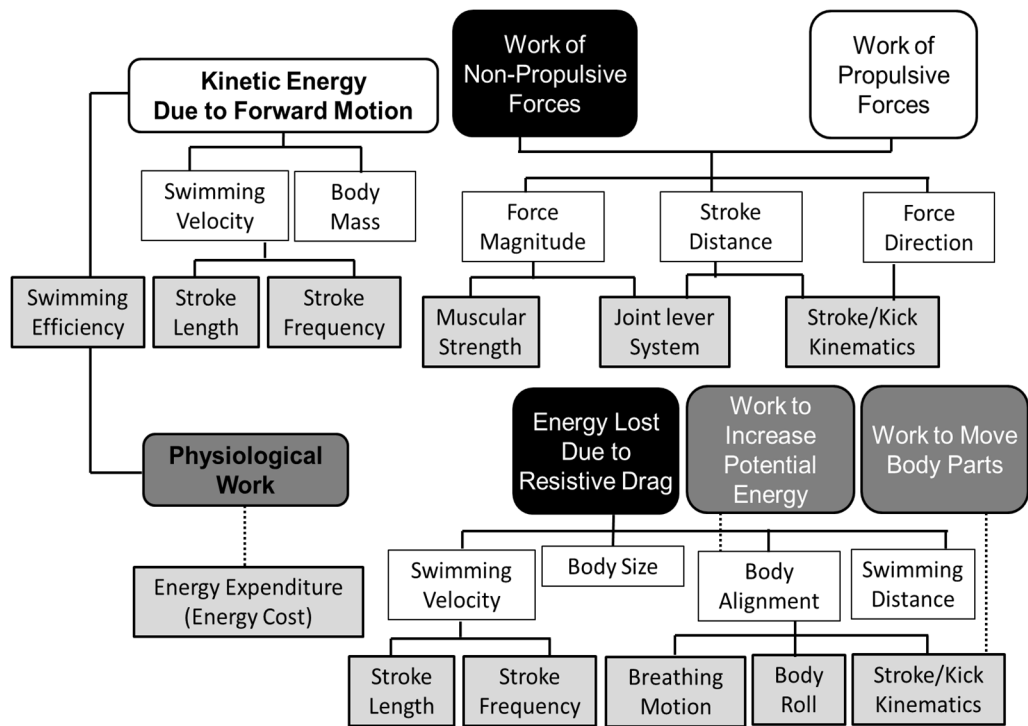 Kinetic Energy
Due to Forward Motion
Work of
Non-Propulsive
Forces
Work of
Propulsive
Forces
Swimming
Velocity
Body
Mass
Force
Magnitude
Stroke
Distance
Force
Direction
Swimming
Efficiency
Stroke
Length
Stroke
Frequency
Muscular
Strength
Joint lever
System
Stroke/Kick
Kinematics
Physiological
Work
Energy Lost
Due to
Resistive Drag
Work to
Increase
Potential
Energy
Work to Move
Body Parts
Energy Expenditure
(Energy Cost)
Swimming
Velocity
Body Size
Body
Alignment
Swimming
Distance
Stroke
Length
Stroke
Frequency
Breathing
Motion
Body
Roll
Stroke/Kick
Kinematics